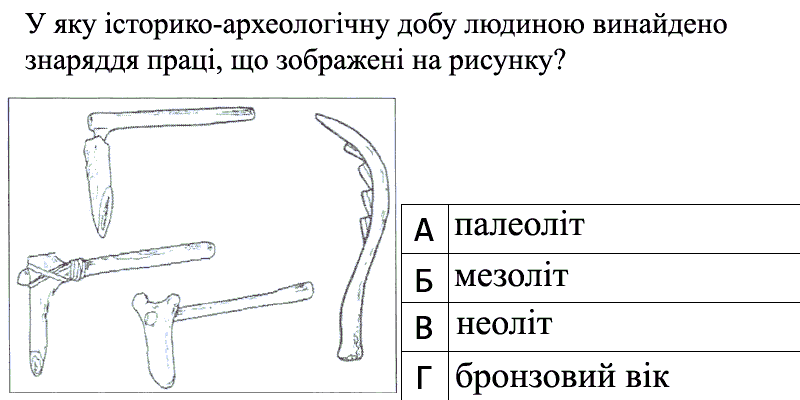 У яку історико-археологічну добу людиною винайдено
знаряддя праці, що зображені на рисунку?
А палеоліт
Б мезоліт
В неоліт
Г бронзовий вік